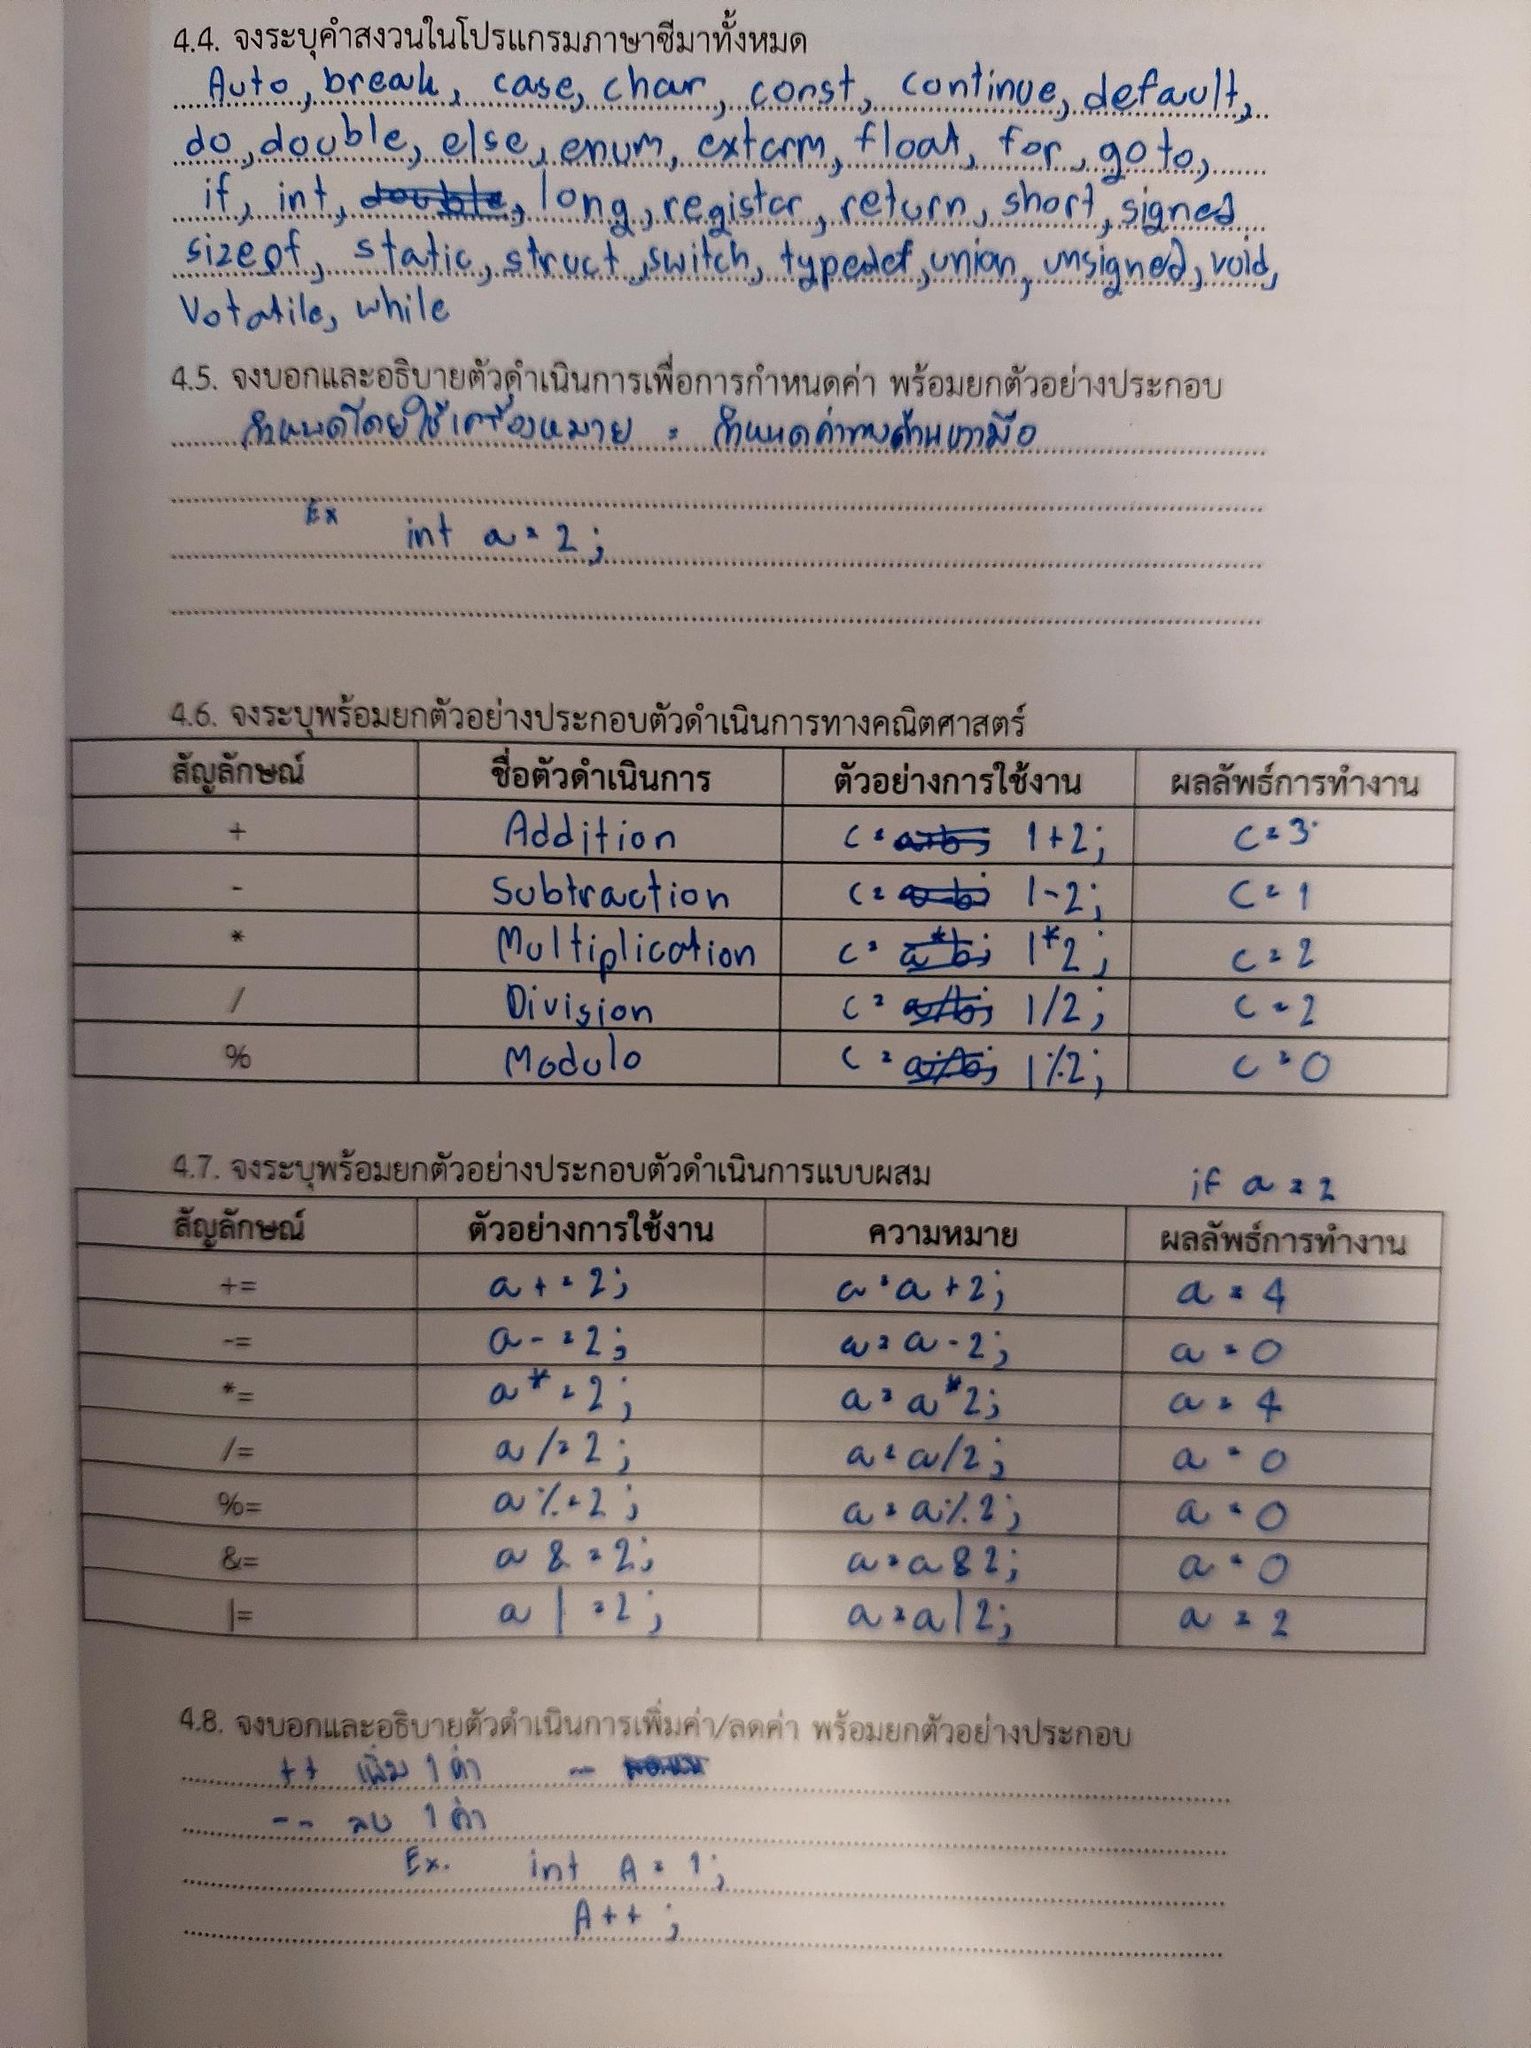 4.4. จงระบุคำสงวนในโปรแกรมภาษาซีมาทั้งหมด
Auto, break, case, char, const, continue, default,
do, double, else, enum, extarm, float, for, goto,
if, int, double, long, registar, return, short, signed
sizeof, static, struct, switch, typedef, union, unsigned, void,
Votatile, while
4.5. จงบอกและอธิบายตัวดำเนินการเพื่อการกำหนดค่า พร้อมยกตัวอย่างประกอบ
กำหนดโดยใช้เครื่องหมาย = กำหนดค่าทางด้านขวามือ
Ex int a = 2;
4.6. จงระบุพร้อมยกตัวอย่างประกอบตัวดำเนินการทางคณิตศาสตร์
สัญลักษณ์ ชื่อตัวดำเนินการ ตัวอย่างการใช้งาน ผลลัพธ์การทำงาน
+ Addition c = a+b; 1+2; c = 3
- Subtraction c = a-b; 1-2; c = 1
* Multiplication c = a*b; 1*2; c = 2
/ Division c = a/b; 1/2; c = 2
% Modulo c = a%b; 1%2; c = 0
4.7. จงระบุพร้อมยกตัวอย่างประกอบตัวดำเนินการแบบผสม if a = 2
สัญลักษณ์ ตัวอย่างการใช้งาน ความหมาย ผลลัพธ์การทำงาน
+= a + = 2; a = a + 2; a = 4
-= a - = 2; a = a - 2; a = 0
*= a * = 2; a = a * 2; a = 4
/= a / = 2; a = a / 2; a = 0
%= a % = 2; a = a % 2; a = 0
&= a & = 2; a = a & 2; a = 0
|= a | = 2; a = a | 2; a = 2
4.8. จงบอกและอธิบายตัวดำเนินการเพิ่มค่า/ลดค่า พร้อมยกตัวอย่างประกอบ
++ เพิ่ม 1 ค่า --
-- ลบ 1 ค่า
Ex. int A = 1;
A++;